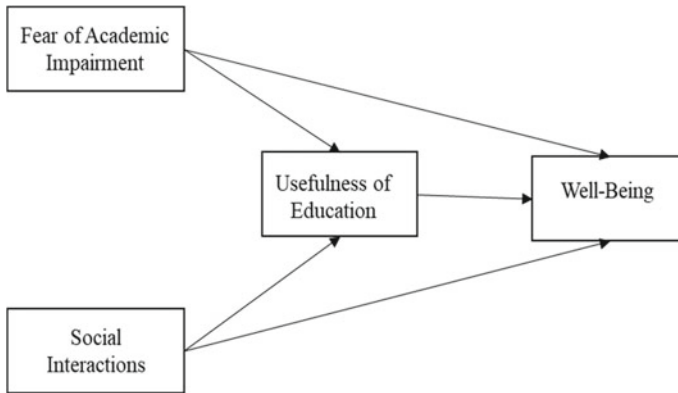 Fear of Academic
Impairment
Usefulness of
Education
Well-Being
Social
Interactions